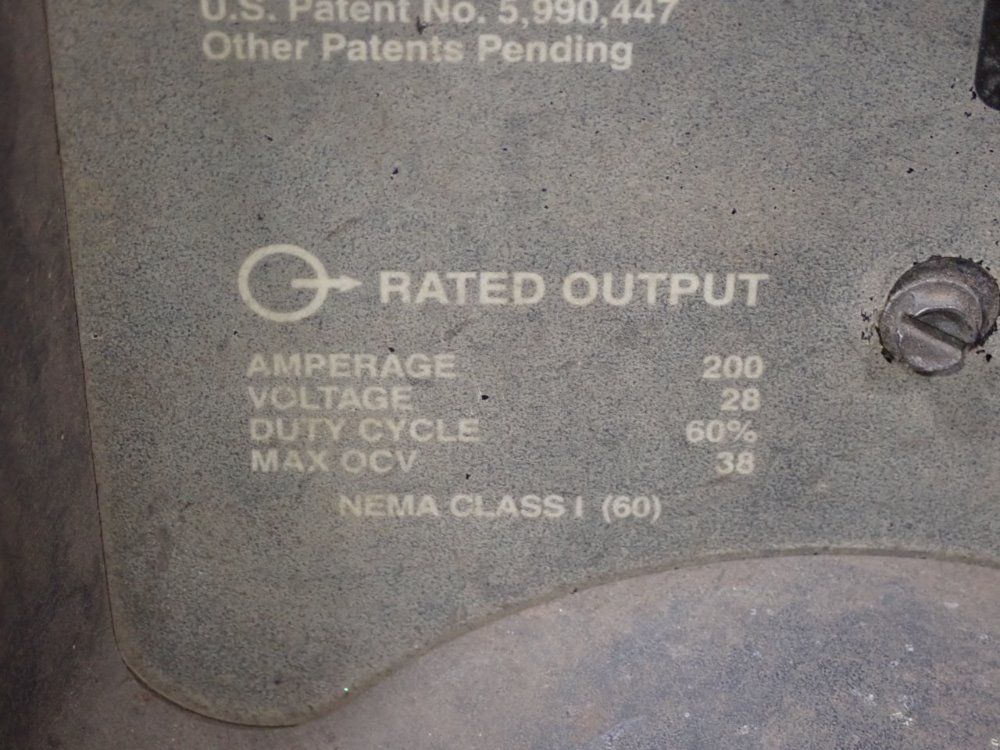 U.S. Patent No. 5,990,447
Other Patents Pending
RATED OUTPUT
AMPERAGE 200
VOLTAGE 28
DUTY CYCLE 60%
MAX OCV 38
NEMA CLASS I (60)